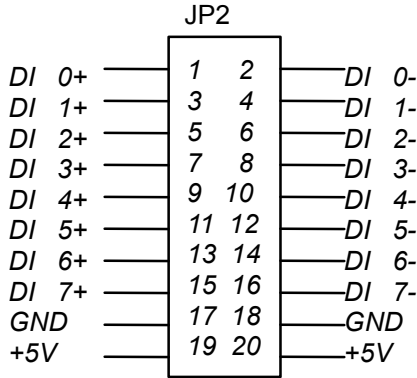 JP2
DI 0+ 1 2 DI 0-
DI 1+ 3 4 DI 1-
DI 2+ 5 6 DI 2-
DI 3+ 7 8 DI 3-
DI 4+ 9 10 DI 4-
DI 5+ 11 12 DI 5-
DI 6+ 13 14 DI 6-
DI 7+ 15 16 DI 7-
GND 17 18 GND
+5V 19 20 +5V